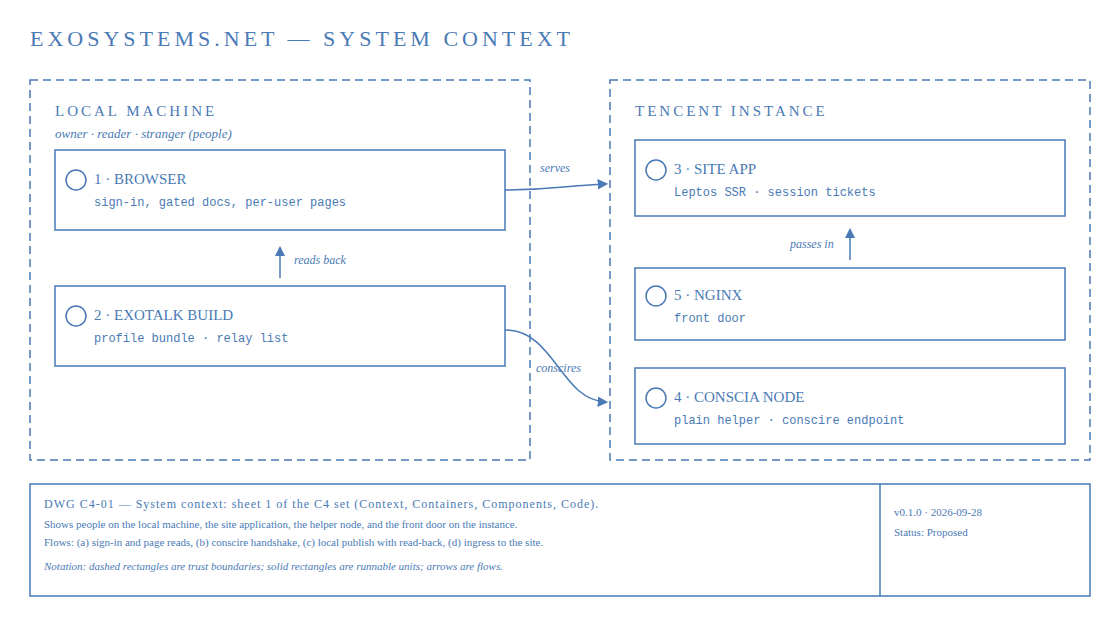 EXOSYSTEMS.NET — SYSTEM CONTEXT
LOCAL MACHINE
owner · reader · stranger (people)
1 · BROWSER
sign-in, gated docs, per-user pages
reads back
2 · EXOTALK BUILD
profile bundle · relay list
serves
conscires
TENCENT INSTANCE
3 · SITE APP
Leptos SSR · session tickets
passes in
5 · NGINX
front door
4 · CONSCIA NODE
plain helper · conscire endpoint
DWG C4-01 — System context: sheet 1 of the C4 set (Context, Containers, Components, Code).
Shows people on the local machine, the site application, the helper node, and the front door on the instance.
Flows: (a) sign-in and page reads, (b) conscire handshake, (c) local publish with read-back, (d) ingress to the site.
Notation: dashed rectangles are trust boundaries; solid rectangles are runnable units; arrows are flows.
v0.1.0 · 2026-09-28
Status: Proposed